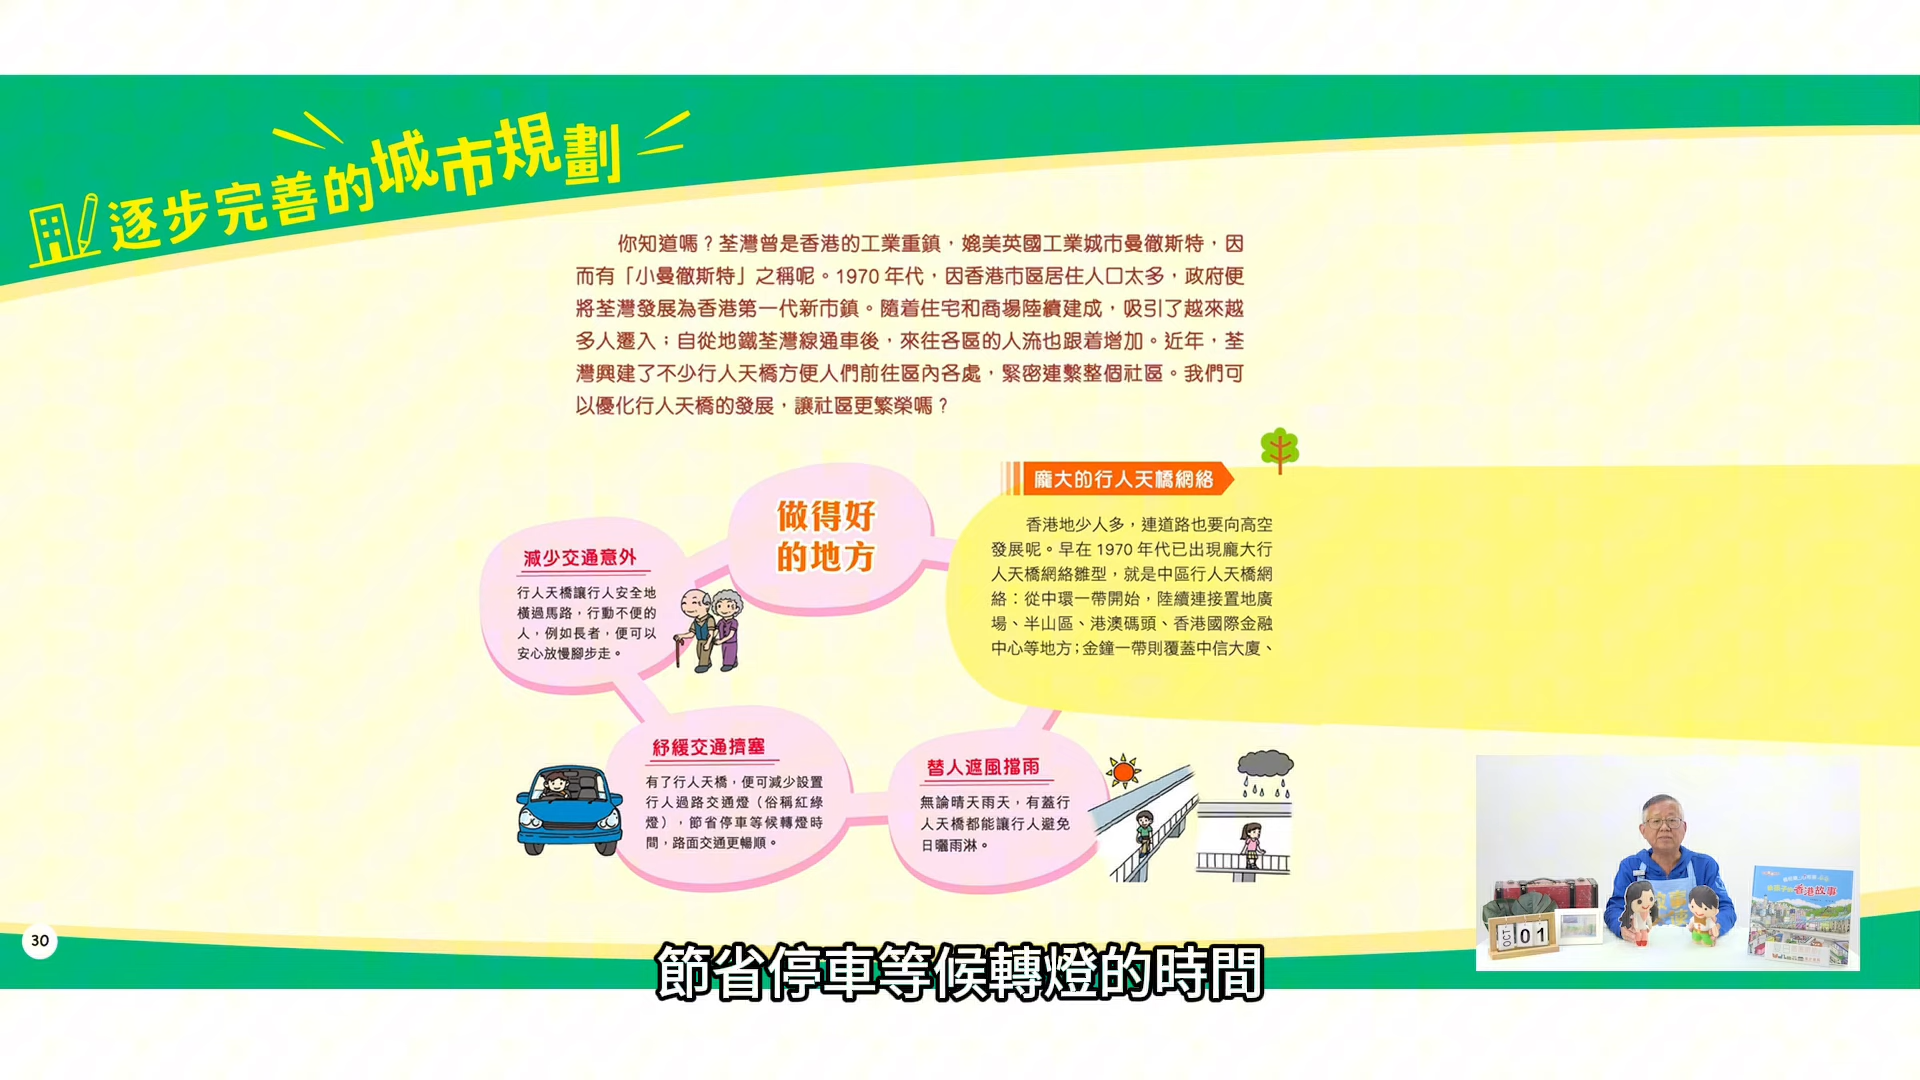 逐步完善的城市規劃
你知道嗎？荃灣曾是香港的工業重鎮，媲美英國工業城市曼徹斯特，因
而有「小曼徹斯特」之稱呢。1970 年代，因香港市區居住人口太多，政府便
將荃灣發展為香港第一代新市鎮。隨着住宅和商場陸續建成，吸引了越來越
多人遷入；自從地鐵荃灣線通車後，來往各區的人流也跟着增加。近年，荃
灣興建了不少行人天橋方便人們前往區內各處，緊密連繫整個社區。我們可
以優化行人天橋的發展，讓社區更繁榮嗎？
做得好
的地方
龐大的行人天橋網絡
香港地少人多，連道路也要向高空
發展呢。早在 1970 年代已出現龐大行
人天橋網絡雛型，就是中區行人天橋網
絡：從中環一帶開始，陸續連接置地廣
場、半山區、港澳碼頭、香港國際金融
中心等地方；金鐘一帶則覆蓋中信大廈、
減少交通意外
行人天橋讓行人安全地
橫過馬路，行動不便的
人，例如長者，便可以
安心放慢腳步走。
紓緩交通擠塞
有了行人天橋，便可減少設置
行人過路交通燈（俗稱紅綠
燈），節省停車等候轉燈時
間，路面交通更暢順。
替人遮風擋雨
無論晴天雨天，有蓋行
人天橋都能讓行人避免
日曬雨淋。
OCT
01
香港故事
30
節省停車等候轉燈的時間